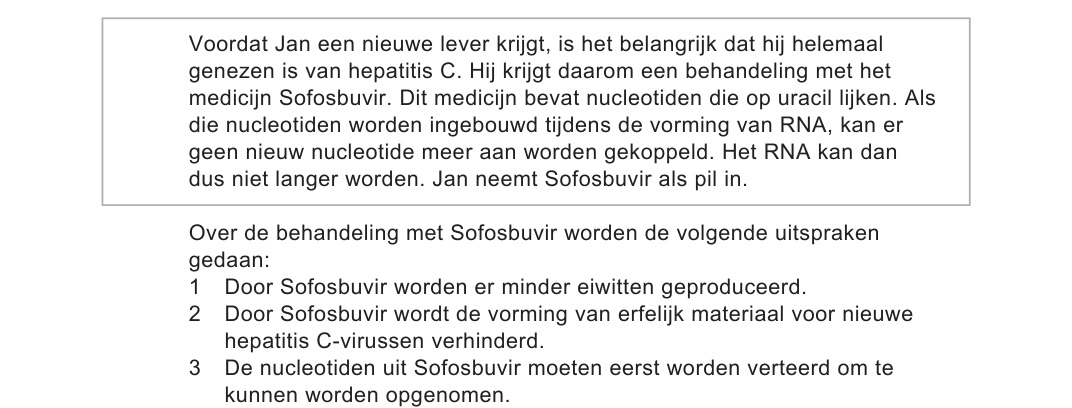 Voordat Jan een nieuwe lever krijgt, is het belangrijk dat hij helemaal
genezen is van hepatitis C. Hij krijgt daarom een behandeling met het
medicijn Sofosbuvir. Dit medicijn bevat nucleotiden die op uracil lijken. Als
die nucleotiden worden ingebouwd tijdens de vorming van RNA, kan er
geen nieuw nucleotide meer aan worden gekoppeld. Het RNA kan dan
dus niet langer worden. Jan neemt Sofosbuvir als pil in.
Over de behandeling met Sofosbuvir worden de volgende uitspraken
gedaan:
1 Door Sofosbuvir worden er minder eiwitten geproduceerd.
2 Door Sofosbuvir wordt de vorming van erfelijk materiaal voor nieuwe
hepatitis C-virussen verhinderd.
3 De nucleotiden uit Sofosbuvir moeten eerst worden verteerd om te
kunnen worden opgenomen.